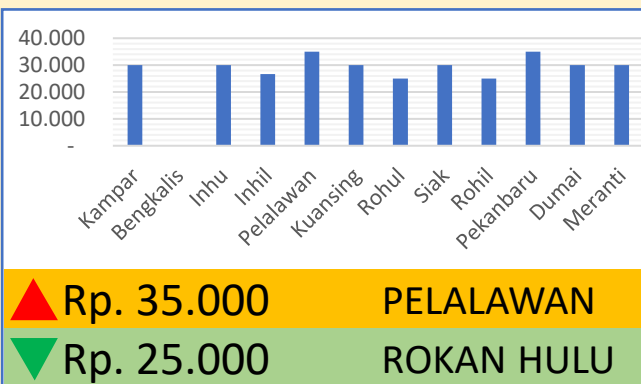 40.000
30.000
20.000
10.000
-
Kampar
Bengkalis
Inhu
Inhil
Pelalawan
Kuansing
Rohul
Siak
Rohil
Pekanbaru
Dumai
Meranti
Rp. 35.000 PELALAWAN
Rp. 25.000 ROKAN HULU